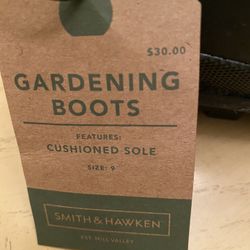 $30.00
GARDENING
BOOTS
FEATURES:
CUSHIONED SOLE
SIZE: 9
SMITH & HAWKEN
EST. MILL VALLEY